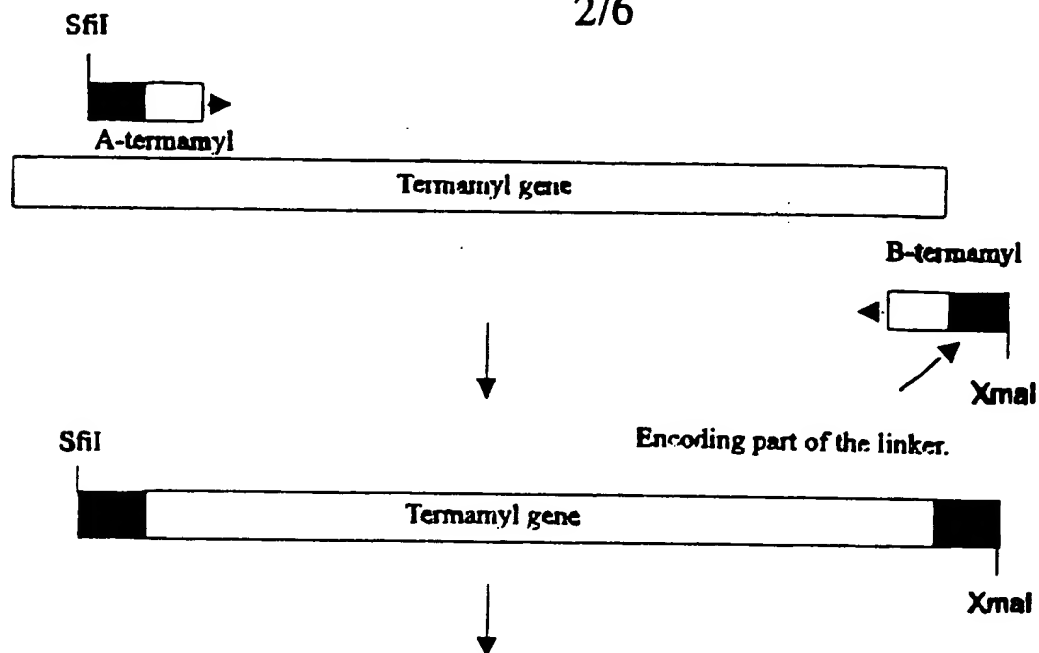 2/6
SfiI
A-termamyl
Termamyl gene
B-termamyl
XmaI
Encoding part of the linker.
SfiI
Termamyl gene
XmaI